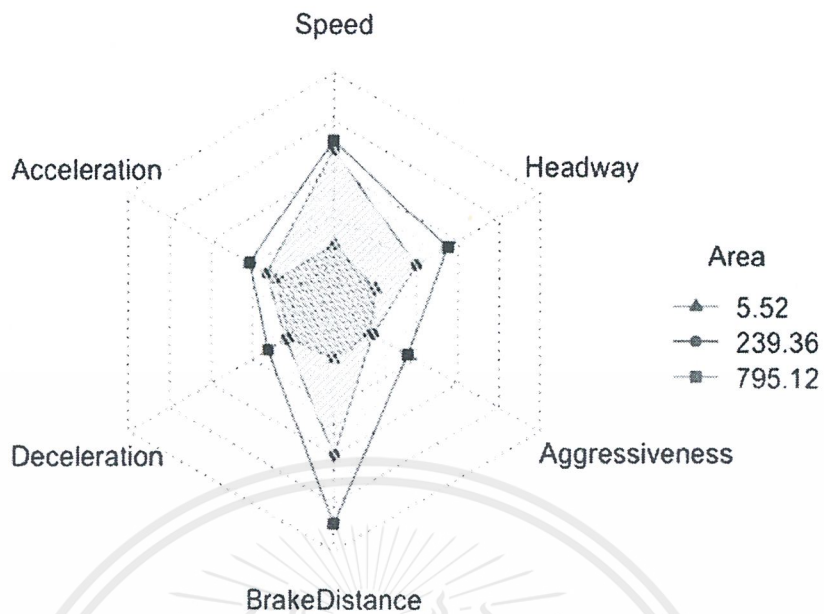 Speed
Acceleration
Headway
Area
5.52
239.36
795.12
Deceleration
Aggressiveness
BrakeDistance